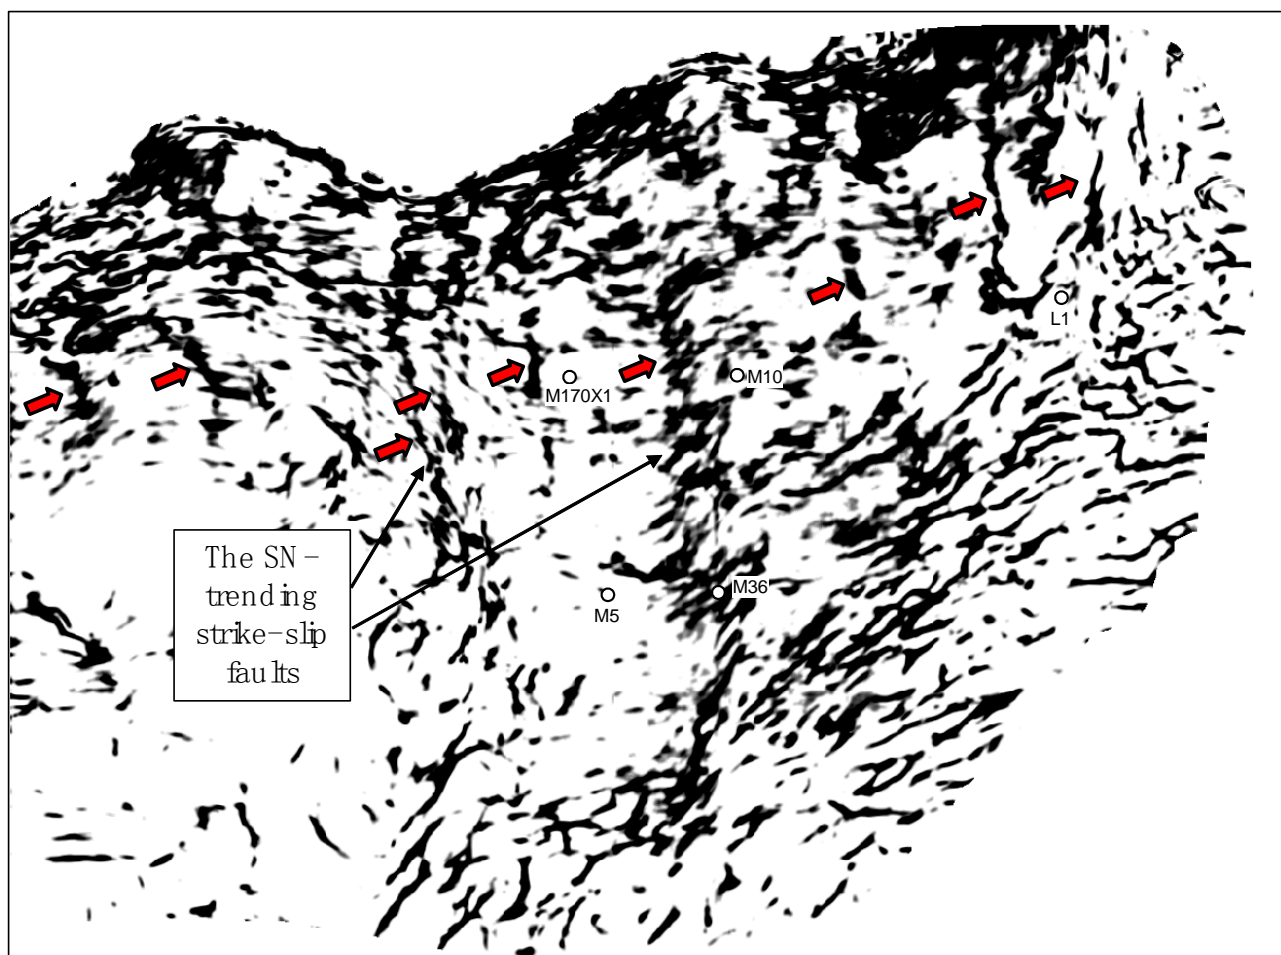 L1
M10
M170X1
The SN-
trending
strike-slip
faults
M36
M5